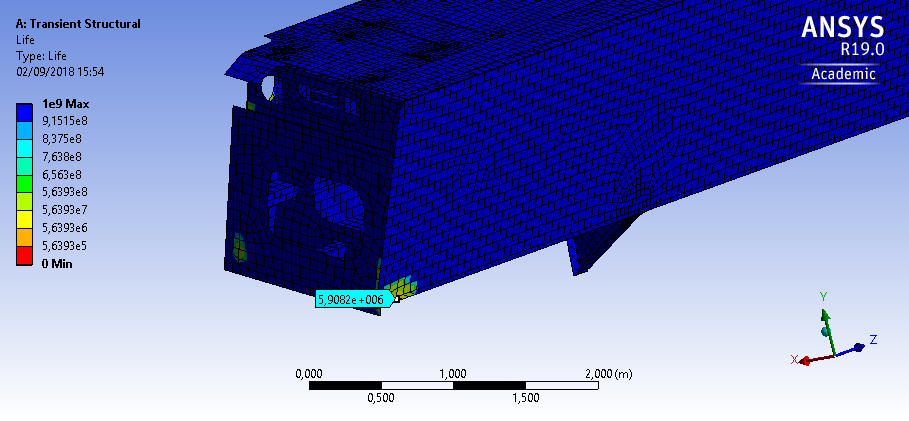 A: Transient Structural
Life
Type: Life
02/09/2018 15:54
1e9 Max
9,1515e8
8,375e8
7,638e8
6,563e8
5,6393e8
5,6393e7
5,6393e6
5,6393e5
0 Min
ANSYS
R19.0
Academic
5,9082e+006
0,000
1,000
2,000 (m)
0,500
1,500
Y
Z
X